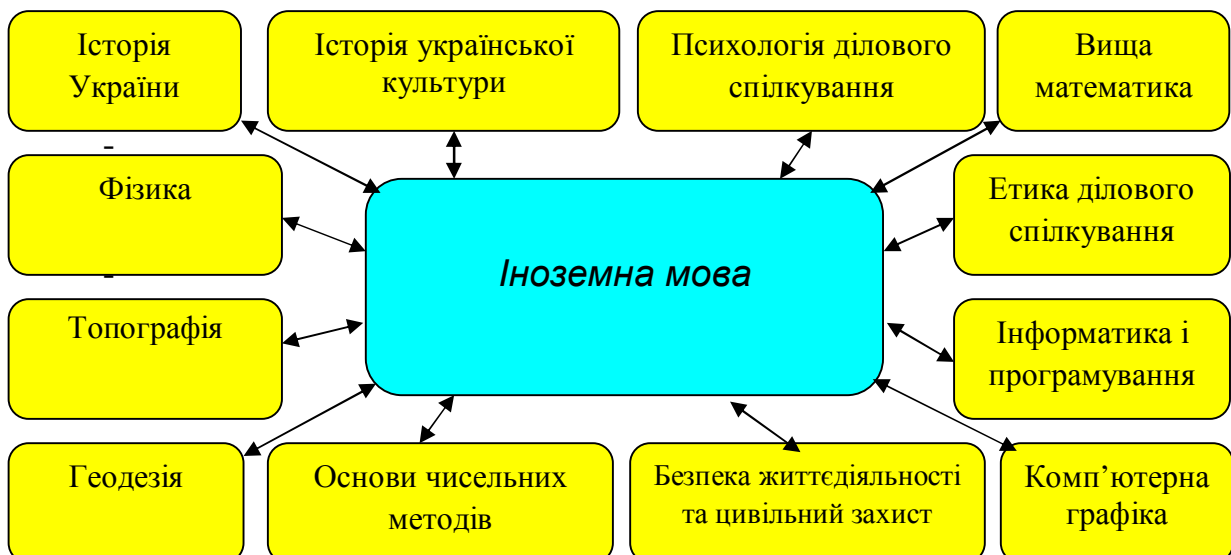 Історія
України
Історія української
культури
Психологія ділового
спілкування
Вища
математика
Фізика
Етика ділового
спілкування
Іноземна мова
Топографія
Інформатика і
програмування
Геодезія
Основи чисельних
методів
Безпека життєдіяльності
та цивільний захист
Комп’ютерна
графіка